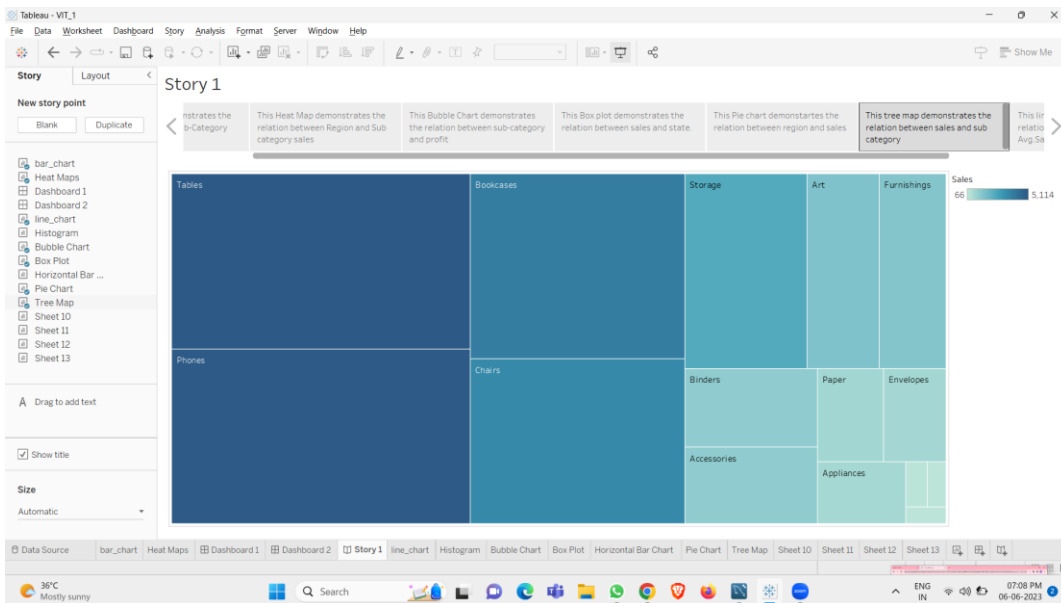 Tableau - VIT_1
File Data Worksheet Dashboard Story Analysis Format Server Window Help
Show Me
Story Layout
New story point
Blank Duplicate
bar_chart
Heat Maps
Dashboard 1
Dashboard 2
line_chart
Histogram
Bubble Chart
Box Plot
Horizontal Bar ...
Pie Chart
Tree Map
Sheet 10
Sheet 11
Sheet 12
Sheet 13
A Drag to add text
Show title
Size
Automatic
Story 1
nstrates the
b-Category
This Heat Map demonstrates the
relation between Region and Sub
category sales
This Bubble Chart demonstrates
the relation between sub-category
and profit
This Box plot demonstrates the
relation between sales and state.
This Pie chart demonstartes the
relation between region and sales
This tree map demonstrates the
relation between sales and sub
category
This lir
relatio
Avg.Sa
Tables
Bookcases
Storage
Art
Furnishings
Phones
Chairs
Binders
Paper
Envelopes
Accessories
Appliances
Sales
66 5,114
Data Source bar_chart Heat Maps Dashboard 1 Dashboard 2 Story 1 line_chart Histogram Bubble Chart Box Plot Horizontal Bar Chart Pie Chart Tree Map Sheet 10 Sheet 11 Sheet 12 Sheet 13
36°C
Mostly sunny
Search
ENG
IN
07:08 PM
06-06-2023
2